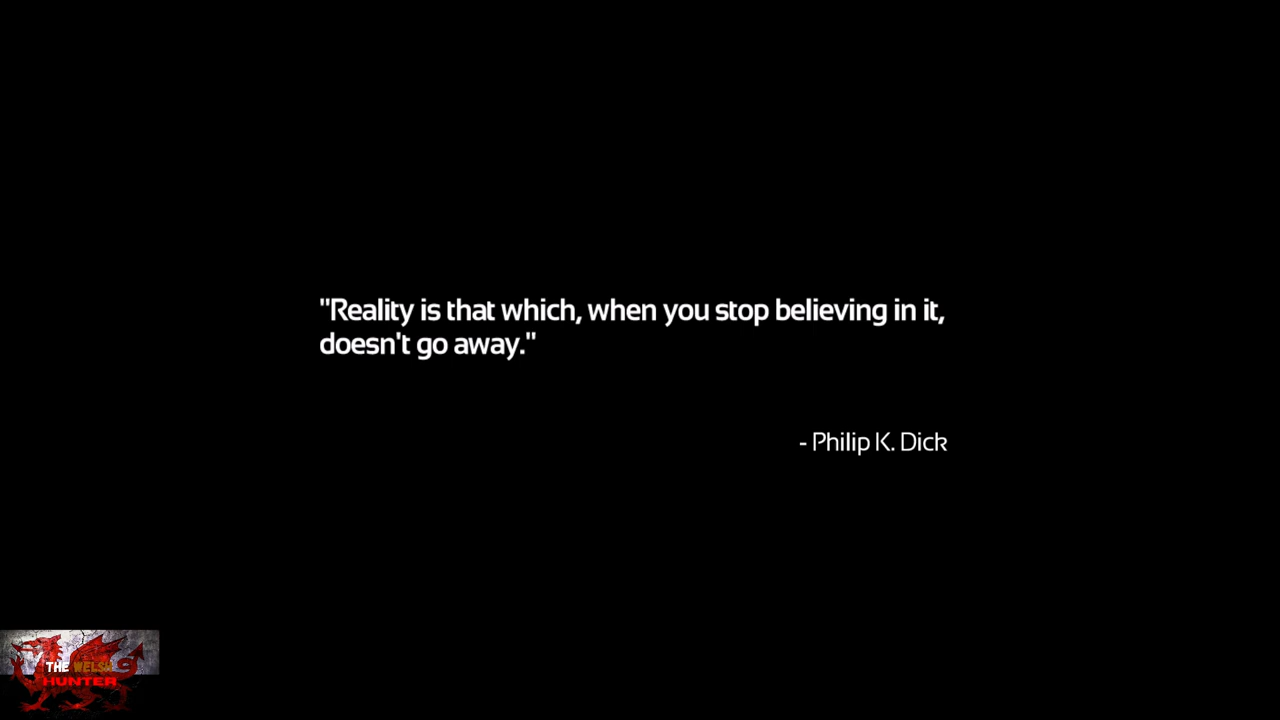 "Reality is that which, when you stop believing in it,
doesn't go away."
- Philip K. Dick
THE WELSH
HUNTER